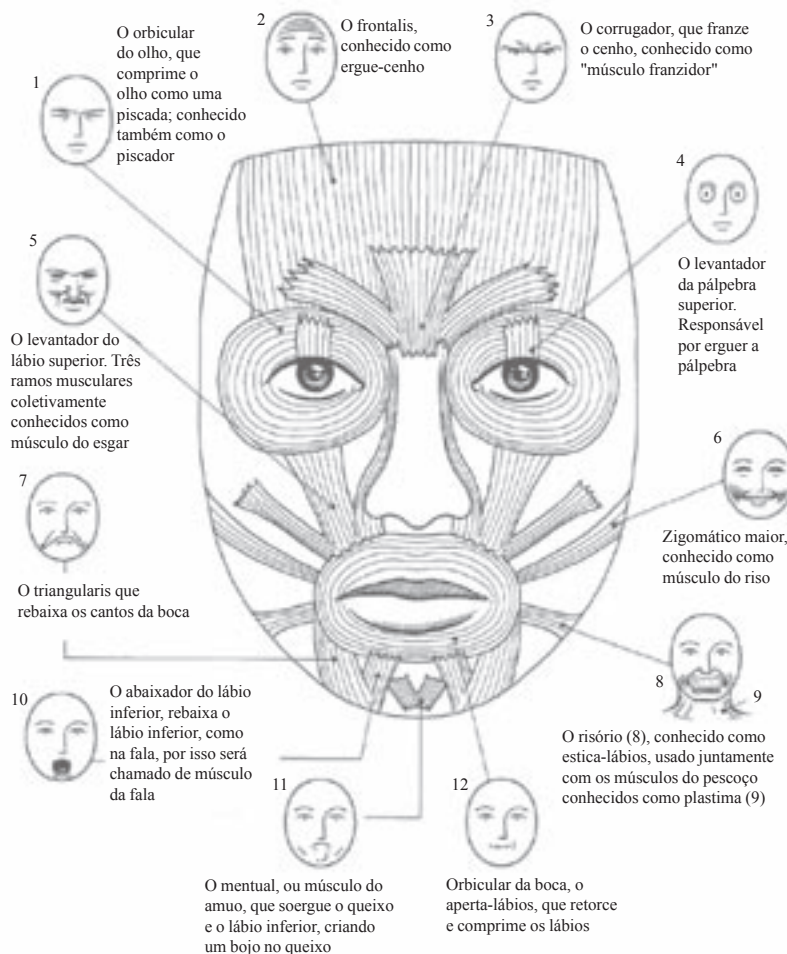 1
O orbicular
do olho, que
comprime o
olho como uma
piscada; conhecido
também como o
piscador
2
O frontalis,
conhecido como
ergue-cenho
3
O corrugador, que franze
o cenho, conhecido como
"músculo franzidor"
4
O levantador
da pálpebra
superior.
Responsável
por erguer a
pálpebra
5
O levantador do
lábio superior. Três
ramos musculares
coletivamente
conhecidos como
músculo do esgar
6
Zigomático maior,
conhecido como
músculo do riso
7
O triangularis que
rebaixa os cantos da boca
8
9
O risório (8), conhecido como
estica-lábios, usado juntamente
com os músculos do pescoço
conhecidos como plastima (9)
10
O abaixador do lábio
inferior, rebaixa o
lábio inferior, como
na fala, por isso será
chamado de músculo
da fala
11
O mentual, ou músculo do
amuo, que soergue o queixo
e o lábio inferior, criando
um bojo no queixo
12
Orbicular da boca, o
aperta-lábios, que retorce
e comprime os lábios